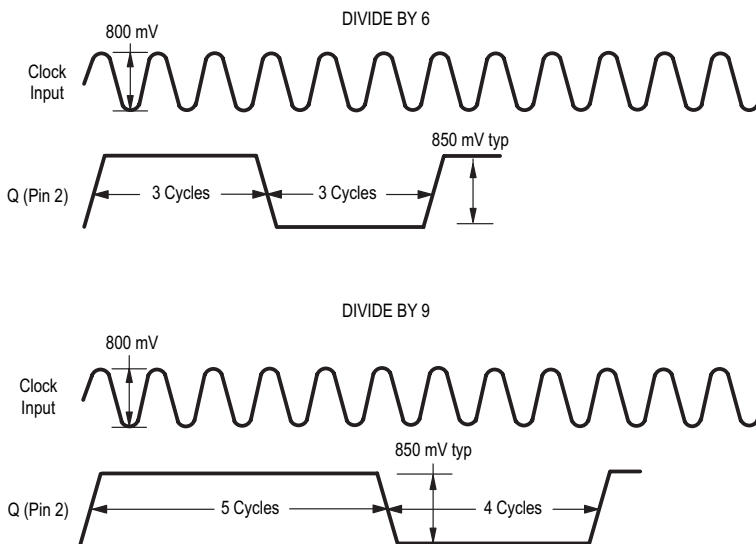 DIVIDE BY 6
800 mV
Clock
Input
850 mV typ
Q (Pin 2)
3 Cycles
3 Cycles
DIVIDE BY 9
800 mV
Clock
Input
850 mV typ
Q (Pin 2)
5 Cycles
4 Cycles